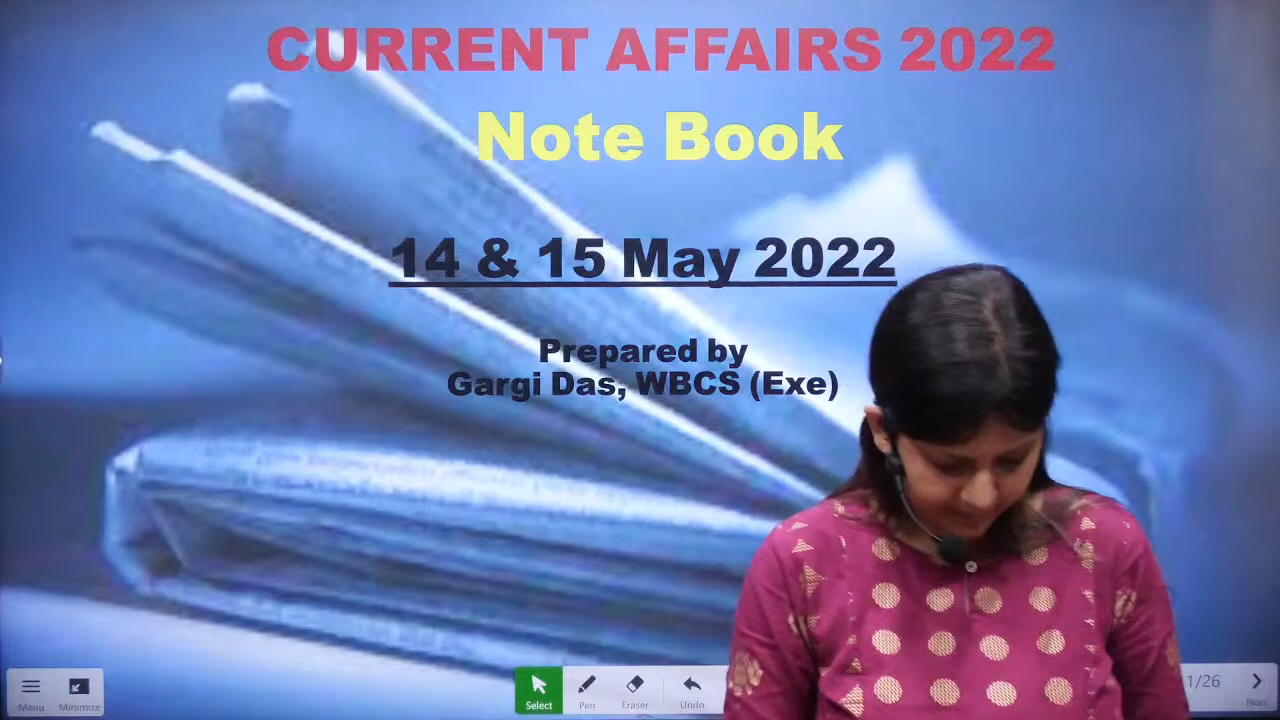 CURRENT AFFAIRS 2022
Note Book
14 & 15 May 2022
Prepared by
Gargi Das, WBCS (Exe)
Menu
Minimize
Select
Pen
Eraser
Undo
1/26
Next